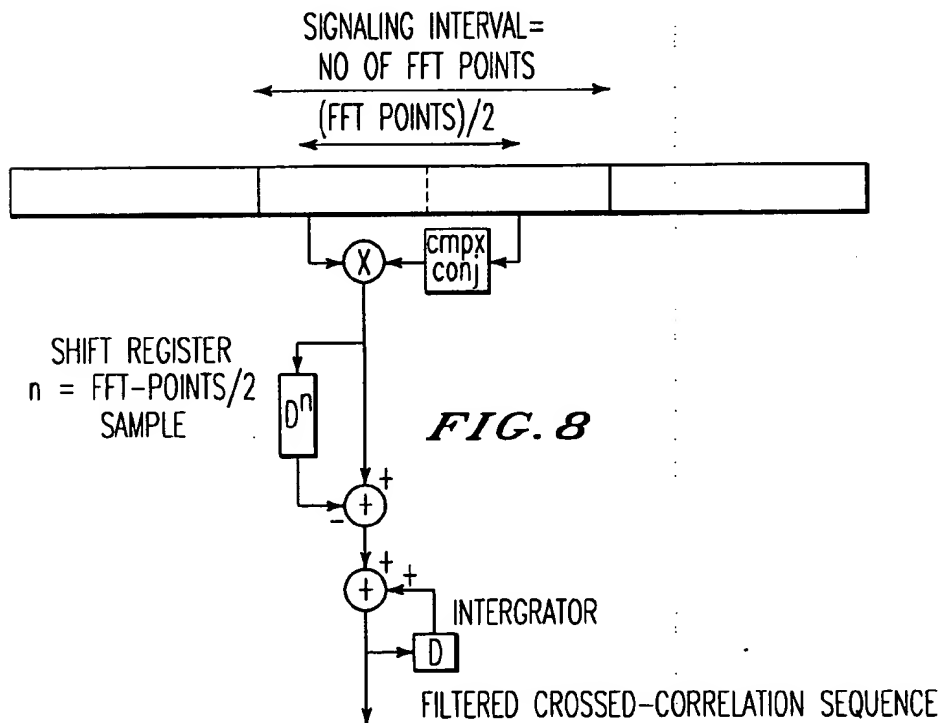 SIGNALING INTERVAL=
NO OF FFT POINTS
(FFT POINTS)/2
X
cmpx
conj
SHIFT REGISTER
n = FFT-POINTS/2
SAMPLE
Dⁿ
FIG. 8
+
+
-
+
+
+
INTERGRATOR
D
FILTERED CROSSED-CORRELATION SEQUENCE